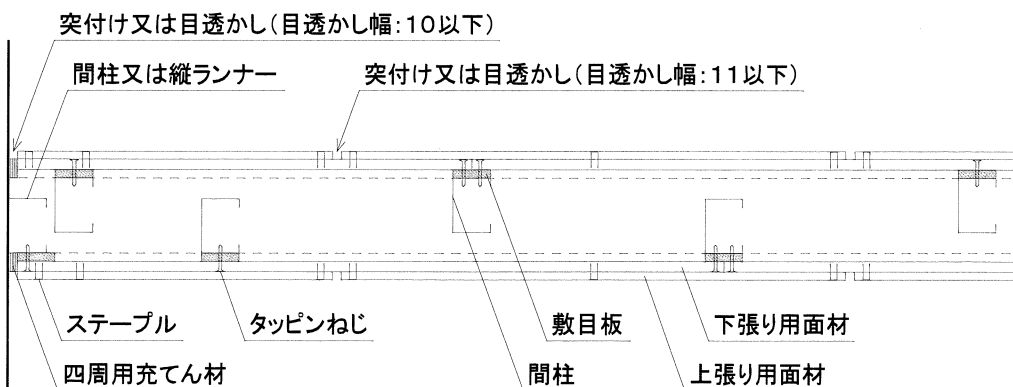 突付け又は目透かし(目透かし幅:10以下)
間柱又は縦ランナー
突付け又は目透かし(目透かし幅:11以下)
ステープル
タッピンねじ
敷目板
下張り用面材
四周用充てん材
間柱
上張り用面材